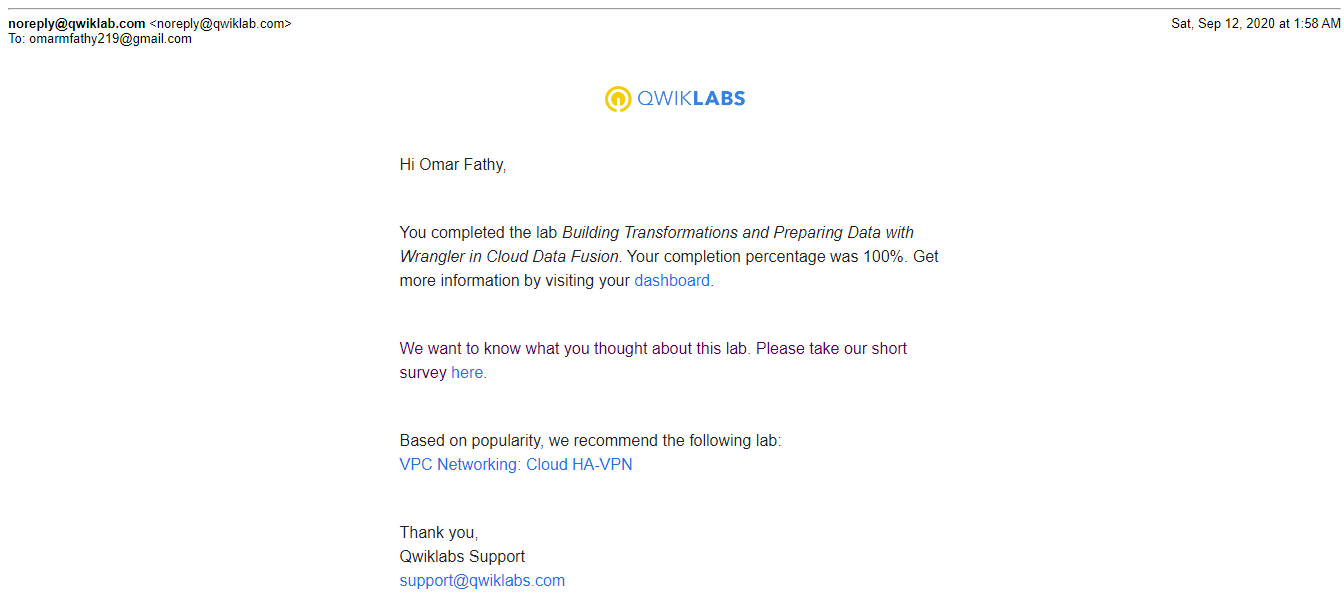 noreply@qwiklab.com <noreply@qwiklab.com>
Sat, Sep 12, 2020 at 1:58 AM
To: omarmfathy219@gmail.com
QWIKLABS
Hi Omar Fathy,
You completed the lab Building Transformations and Preparing Data with
Wrangler in Cloud Data Fusion. Your completion percentage was 100%. Get
more information by visiting your dashboard.
We want to know what you thought about this lab. Please take our short
survey here.
Based on popularity, we recommend the following lab:
VPC Networking: Cloud HA-VPN
Thank you,
Qwiklabs Support
support@qwiklabs.com